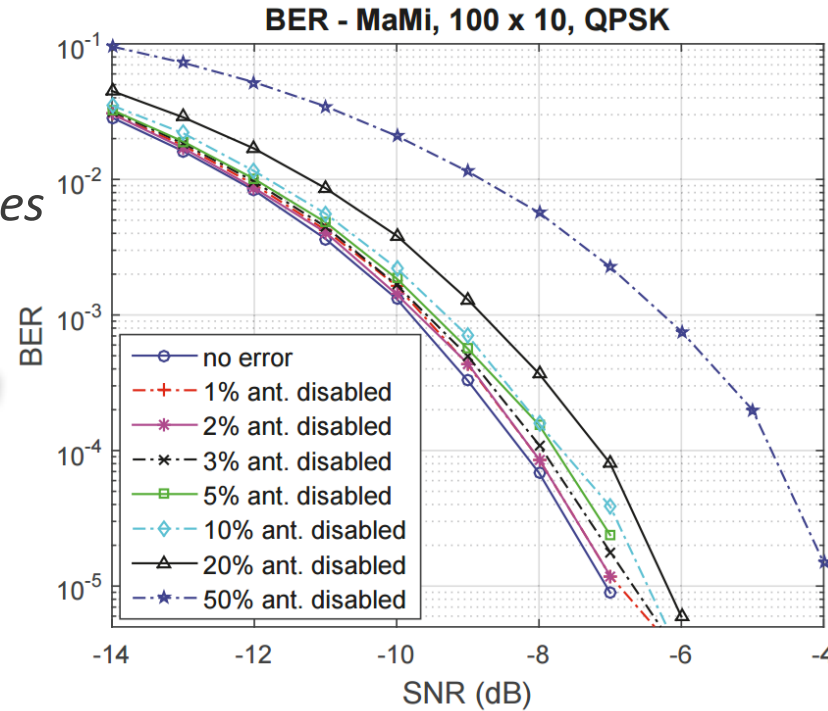 BER - MaMi, 100 x 10, QPSK
es
BER
10^-1
10^-2
10^-3
10^-4
10^-5
no error
1% ant. disabled
2% ant. disabled
3% ant. disabled
5% ant. disabled
10% ant. disabled
20% ant. disabled
50% ant. disabled
-14 -12 -10 -8 -6 -4
SNR (dB)